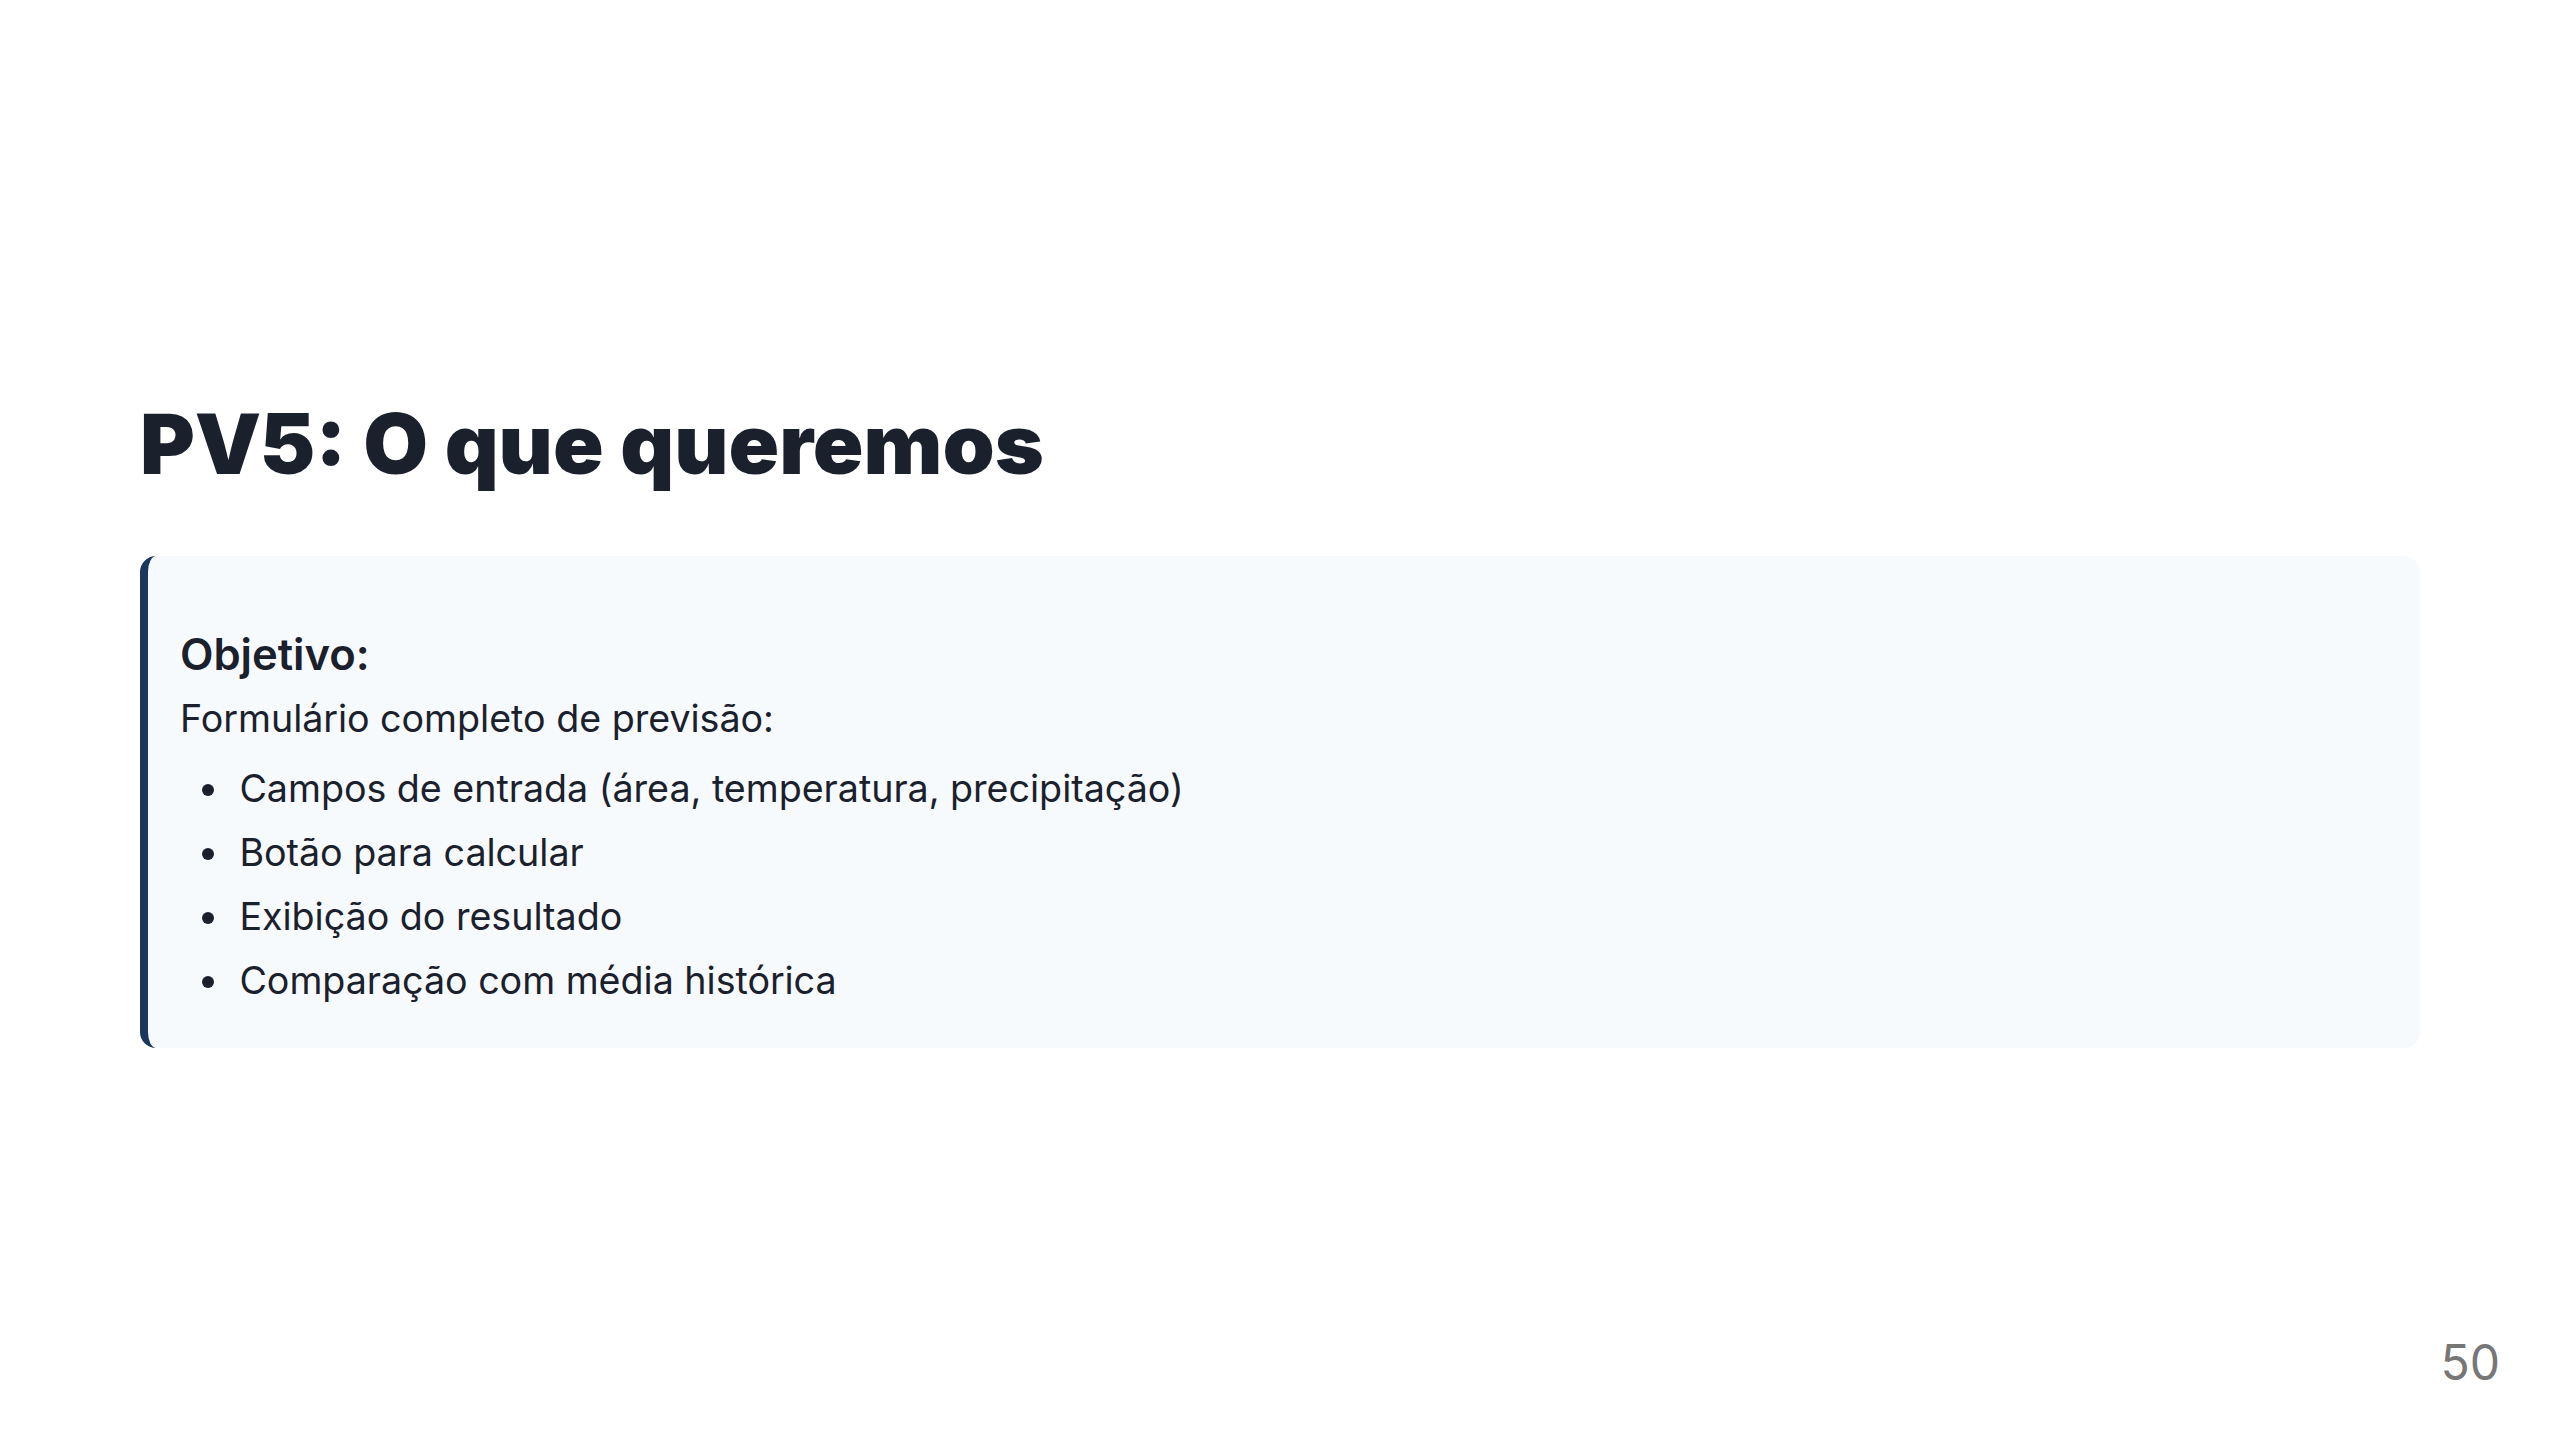 PV5: O que queremos
Objetivo:
Formulário completo de previsão:
• Campos de entrada (área, temperatura, precipitação)
• Botão para calcular
• Exibição do resultado
• Comparação com média histórica
50